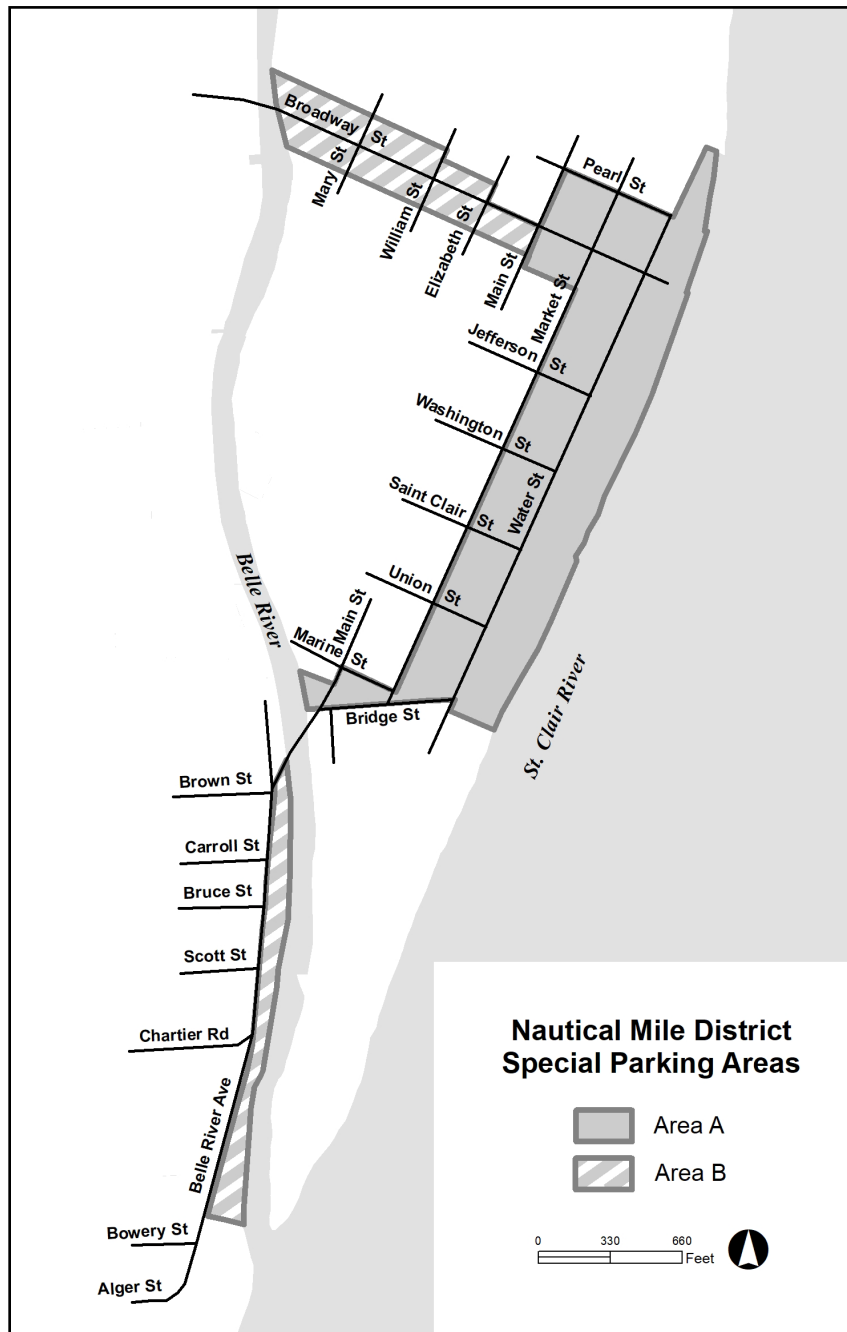 Broadway St
Mary St
William St
Elizabeth St
Main St
Pearl St
Market St
Jefferson St
Washington St
Saint Clair St
Water St
Union St
Main St
Marine St
Belle River
Bridge St
St. Clair River
Brown St
Carroll St
Bruce St
Scott St
Chartier Rd
Belle River Ave
Bowery St
Alger St
Nautical Mile District
Special Parking Areas
Area A
Area B
0 330 660
Feet